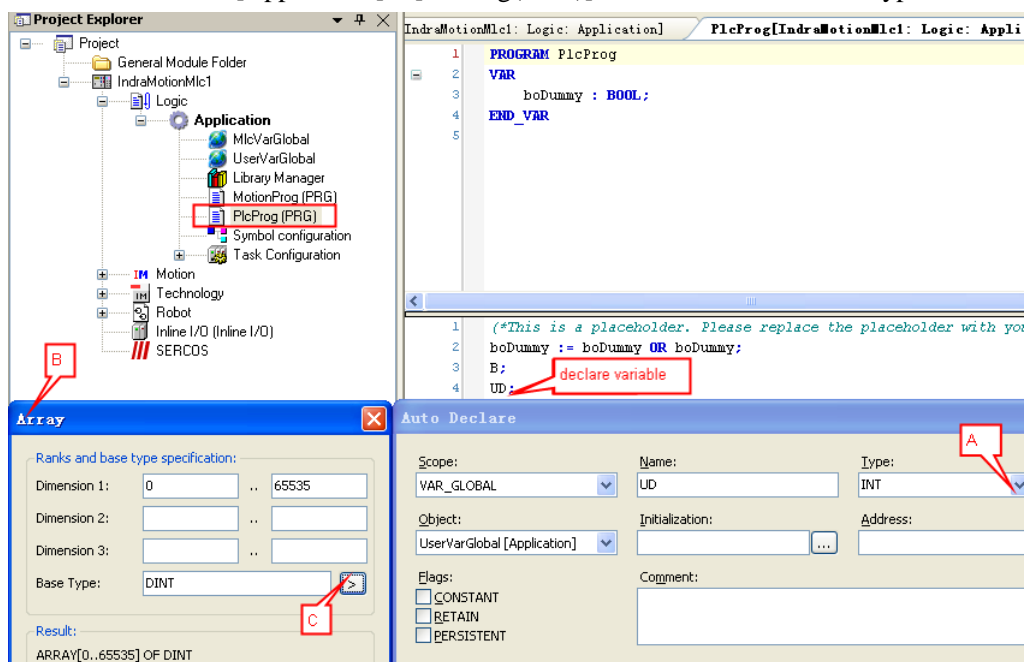 Project Explorer
Project
General Module Folder
IndraMotionMlc1
Logic
Application
MlcVarGlobal
UserVarGlobal
Library Manager
MotionProg (PRG)
PlcProg (PRG)
Symbol configuration
Task Configuration
IM Motion
IM Technology
Robot
Inline I/O (Inline I/O)
SERCOS
IndraMotionMlc1: Logic: Application]
PlcProg[IndraMotionMlc1: Logic: Appli
1 PROGRAM PlcProg
2 VAR
3 boDummy : BOOL;
4 END_VAR
5
1 (*This is a placeholder. Please replace the placeholder with you
2 boDummy := boDummy OR boDummy;
3 B;
4 UD;
declare variable
B
Array
Ranks and base type specification:
Dimension 1: 0 .. 65535
Dimension 2: ..
Dimension 3: ..
Base Type: DINT >
C
Result:
ARRAY[0..65535] OF DINT
Auto Declare
A
Scope: Name: Type:
VAR_GLOBAL UD INT
Object: Initialization: Address:
UserVarGlobal [Application] ...
Flags: Comment:
CONSTANT
RETAIN
PERSISTENT